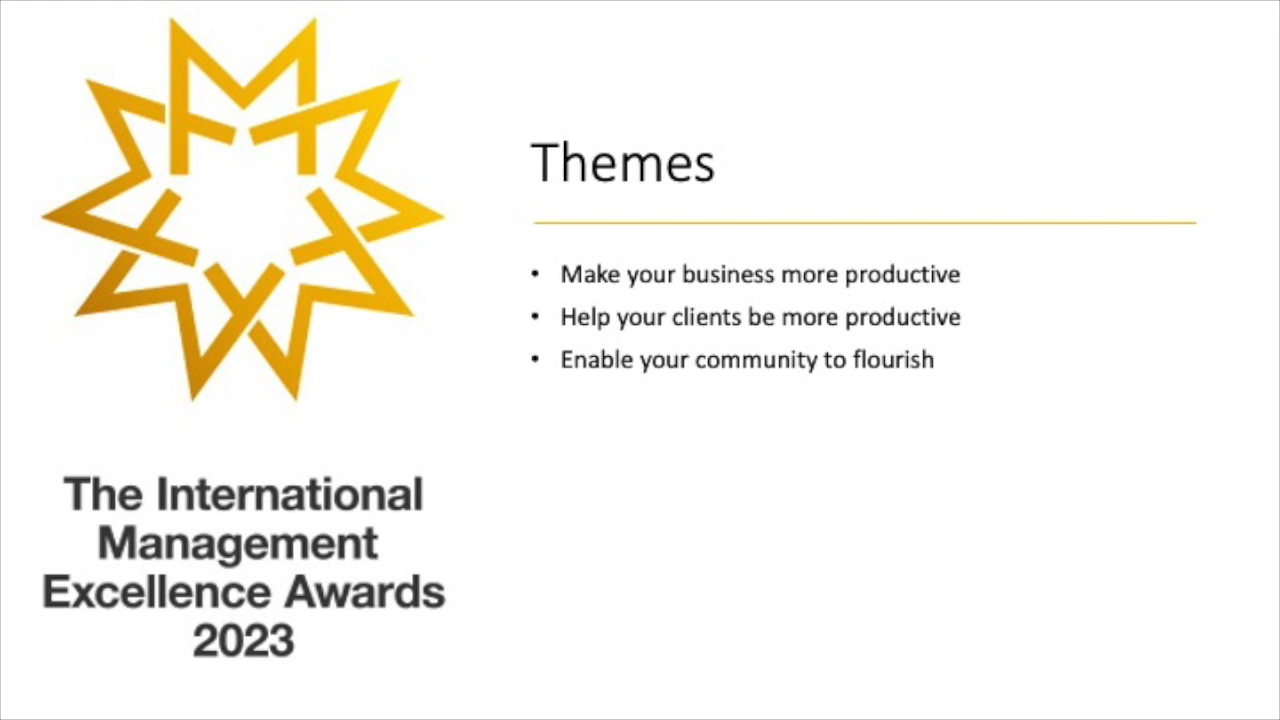 Themes
• Make your business more productive
• Help your clients be more productive
• Enable your community to flourish
The International
Management
Excellence Awards
2023